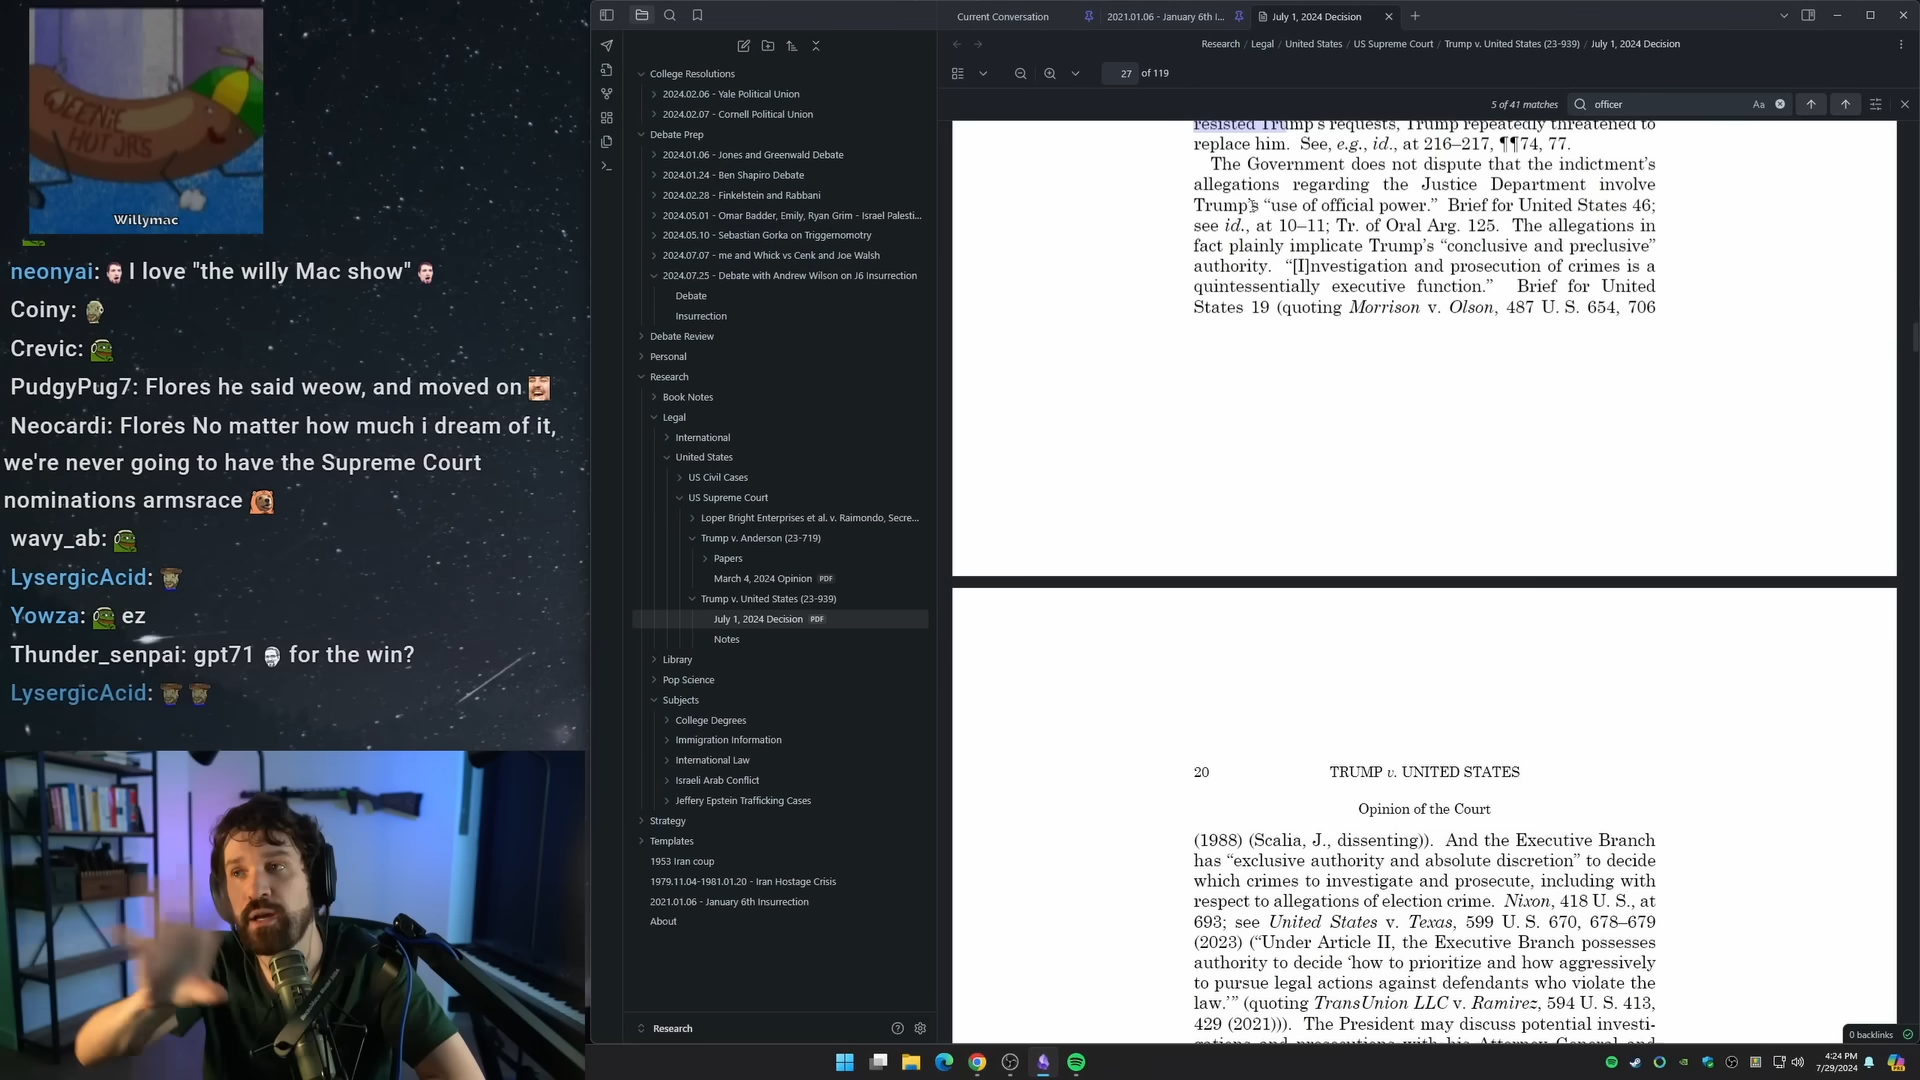 WEENIE
HUT JRS
Willymac
neonyai: I love "the willy Mac show"
Coiny:
Crevic:
PudgyPug7: Flores he said weow, and moved on
Neocardi: Flores No matter how much i dream of it,
we're never going to have the Supreme Court
nominations armsrace
wavy_ab:
LysergicAcid:
Yowza: ez
Thunder_senpai: gpt71 for the win?
LysergicAcid:
College Resolutions
2024.02.06 - Yale Political Union
2024.02.07 - Cornell Political Union
Debate Prep
2024.01.06 - Jones and Greenwald Debate
2024.01.24 - Ben Shapiro Debate
2024.02.28 - Finkelstein and Rabbani
2024.05.01 - Omar Badder, Emily, Ryan Grim - Israel Palesti...
2024.05.10 - Sebastian Gorka on Triggernomotry
2024.07.07 - me and Whick vs Cenk and Joe Walsh
2024.07.25 - Debate with Andrew Wilson on J6 Insurrection
Debate
Insurrection
Debate Review
Personal
Research
Book Notes
Legal
International
United States
US Civil Cases
US Supreme Court
Loper Bright Enterprises et al. v. Raimondo, Secre...
Trump v. Anderson (23-719)
Papers
March 4, 2024 Opinion PDF
Trump v. United States (23-939)
July 1, 2024 Decision PDF
Notes
Library
Pop Science
Subjects
College Degrees
Immigration Information
International Law
Israeli Arab Conflict
Jeffery Epstein Trafficking Cases
Strategy
Templates
1953 Iran coup
1979.11.04-1981.01.20 - Iran Hostage Crisis
2021.01.06 - January 6th Insurrection
About
Research
Current Conversation
2021.01.06 - January 6th I...
July 1, 2024 Decision
Research / Legal / United States / US Supreme Court / Trump v. United States (23-939) / July 1, 2024 Decision
27 of 119
5 of 41 matches
officer
Aa
resisted Trump's requests, Trump repeatedly threatened to
replace him. See, e.g., id., at 216–217, ¶¶74, 77.
The Government does not dispute that the indictment's
allegations regarding the Justice Department involve
Trump's “use of official power.” Brief for United States 46;
see id., at 10–11; Tr. of Oral Arg. 125. The allegations in
fact plainly implicate Trump's “conclusive and preclusive”
authority. “[I]nvestigation and prosecution of crimes is a
quintessentially executive function.” Brief for United
States 19 (quoting Morrison v. Olson, 487 U. S. 654, 706
20 TRUMP v. UNITED STATES
Opinion of the Court
(1988) (Scalia, J., dissenting)). And the Executive Branch
has “exclusive authority and absolute discretion” to decide
which crimes to investigate and prosecute, including with
respect to allegations of election crime. Nixon, 418 U. S., at
693; see United States v. Texas, 599 U. S. 670, 678–679
(2023) (“Under Article II, the Executive Branch possesses
authority to decide ‘how to prioritize and how aggressively
to pursue legal actions against defendants who violate the
law.’” (quoting TransUnion LLC v. Ramirez, 594 U. S. 413,
429 (2021))). The President may discuss potential investi-
gations and prosecutions with his Attorney General and
0 backlinks
4:24 PM
7/29/2024